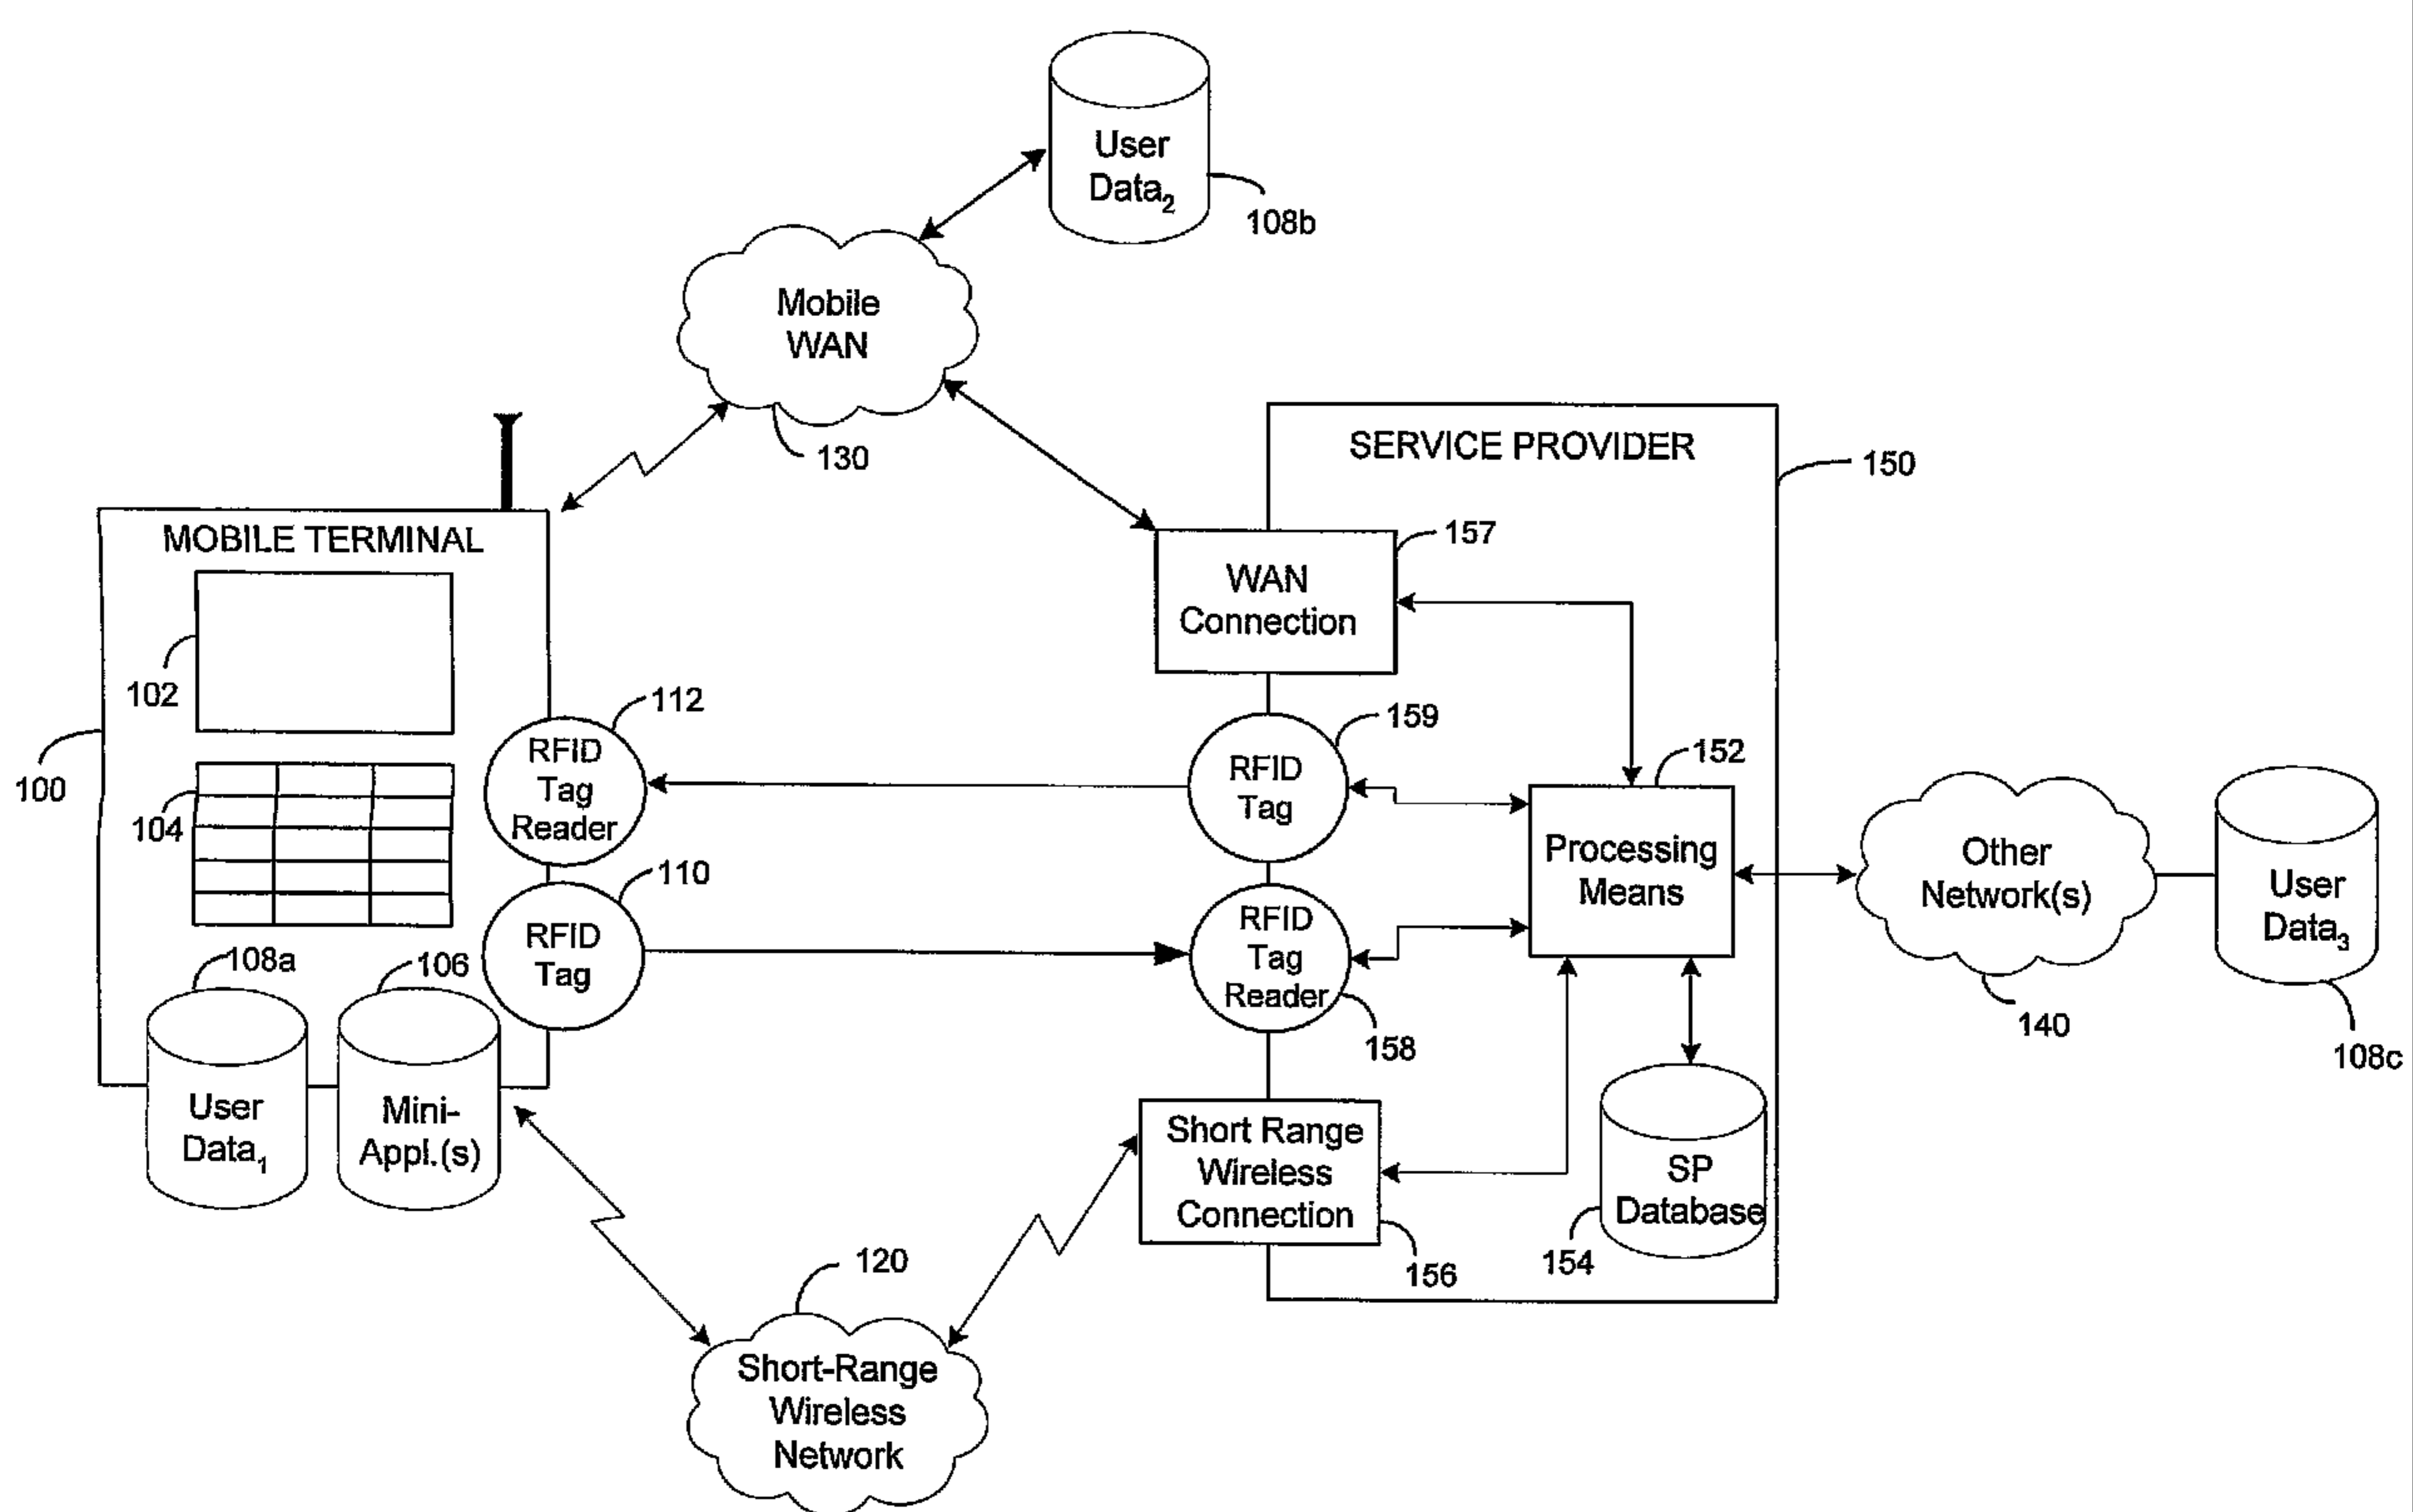 User
Data2
108b
Mobile
WAN
130
SERVICE PROVIDER
150
MOBILE TERMINAL
157
WAN
Connection
102
112
159
RFID
Tag
Reader
RFID
Tag
152
100
104
110
Processing
Means
Other
Network(s)
User
Data3
RFID
Tag
RFID
Tag
Reader
108a
106
158
140
108c
User
Data1
Mini-
Appl.(s)
Short Range
Wireless
Connection
SP
Database
154
156
120
Short-Range
Wireless
Network